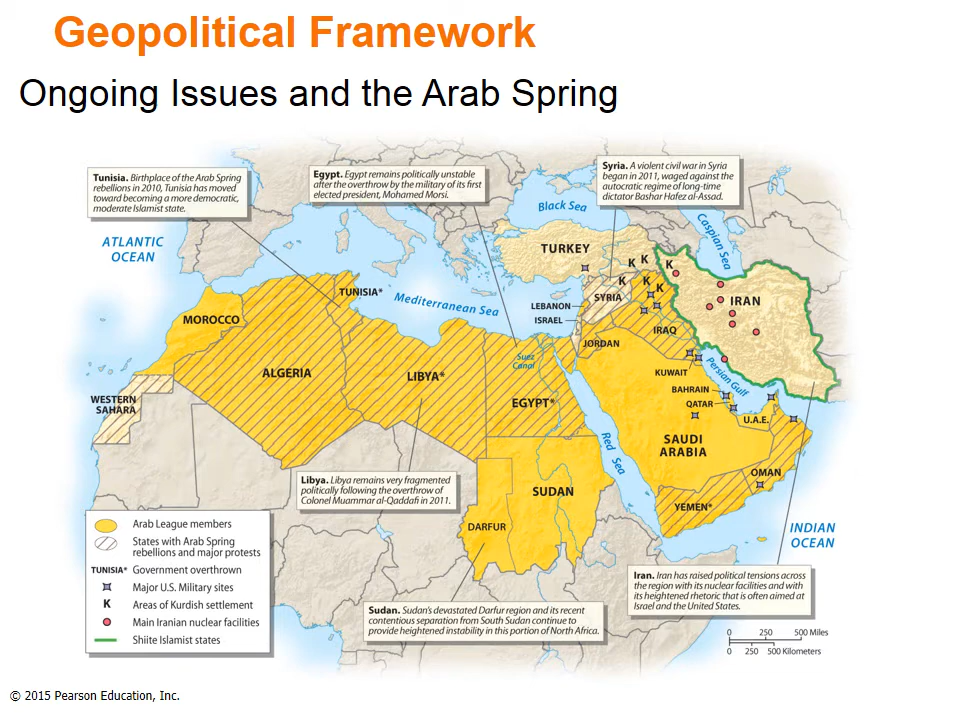 Geopolitical Framework
Ongoing Issues and the Arab Spring
Tunisia. Birthplace of the Arab Spring
rebellions in 2010, Tunisia has moved
toward becoming a more democratic,
moderate Islamist state.
Egypt. Egypt remains politically unstable
after the overthrow by the military of its first
elected president, Mohamed Morsi.
Syria. A violent civil war in Syria
began in 2011, waged against the
autocratic regime of long-time
dictator Bashar Hafez al-Assad.
ATLANTIC
OCEAN
Black Sea
Caspian Sea
TURKEY
K K K
K K K
TUNISIA*
Mediterranean Sea
SYRIA
LEBANON
ISRAEL
IRAN
MOROCCO
IRAQ
JORDAN
ALGERIA
LIBYA*
Suez
Canal
KUWAIT
Persian Gulf
BAHRAIN
QATAR
WESTERN
SAHARA
EGYPT*
U.A.E.
Red Sea
SAUDI
ARABIA
OMAN
Libya. Libya remains very fragmented
politically following the overthrow of
Colonel Muammar al-Qaddafi in 2011.
SUDAN
YEMEN*
DARFUR
INDIAN
OCEAN
Arab League members
States with Arab Spring
rebellions and major protests
TUNISIA* Government overthrown
Major U.S. Military sites
K Areas of Kurdish settlement
Main Iranian nuclear facilities
Shiite Islamist states
Iran. Iran has raised political tensions across
the region with its nuclear facilities and with
its heightened rhetoric that is often aimed at
Israel and the United States.
Sudan. Sudan's devastated Darfur region and its recent
contentious separation from South Sudan continue to
provide heightened instability in this portion of North Africa.
0 250 500 Miles
0 250 500 Kilometers
© 2015 Pearson Education, Inc.